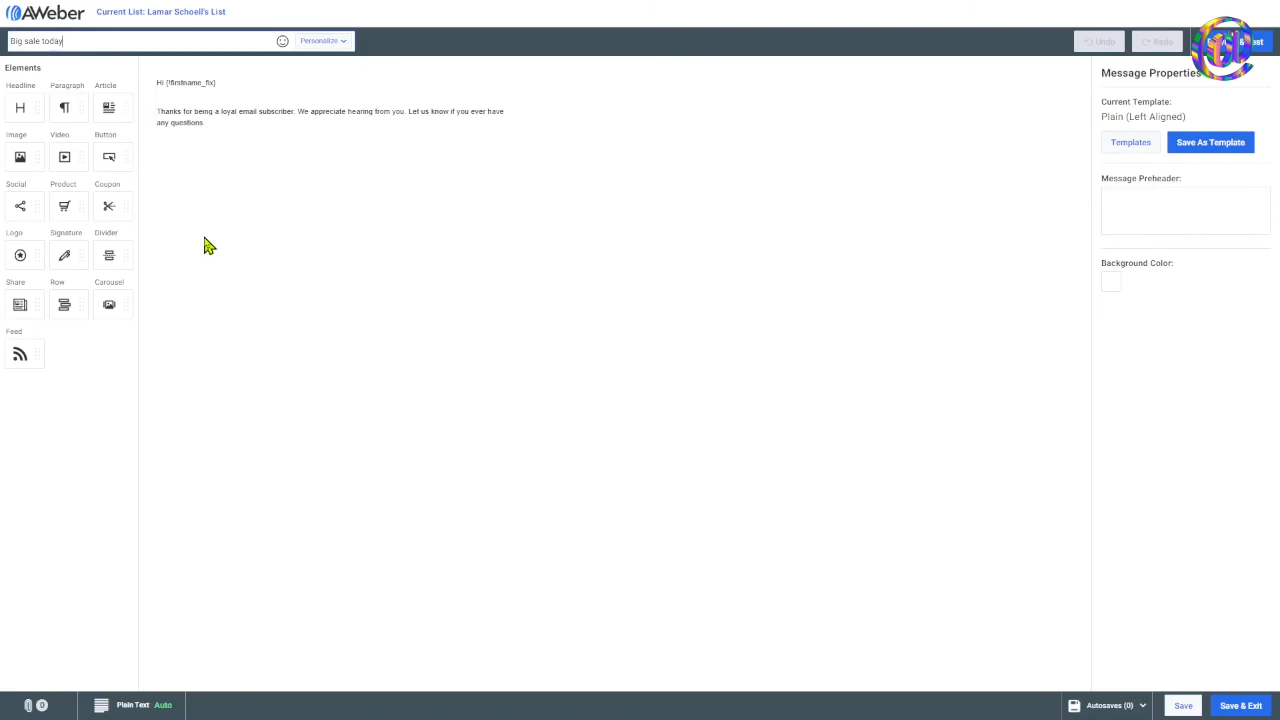 AWeber
Current List: Lamar Schoell's List
Big sale today
Personalize
Undo
Redo
Elements
Headline
Paragraph
Article
Image
Video
Button
Social
Product
Coupon
Logo
Signature
Divider
Share
Row
Carousel
Feed
Hi {!firstname_fix}
Thanks for being a loyal email subscriber. We appreciate hearing from you. Let us know if you ever have
any questions.
Message Properties
Current Template:
Plain (Left Aligned)
Templates
Save As Template
Message Preheader:
Background Color:
0
Plain Text Auto
Autosaves (0)
Save
Save & Exit